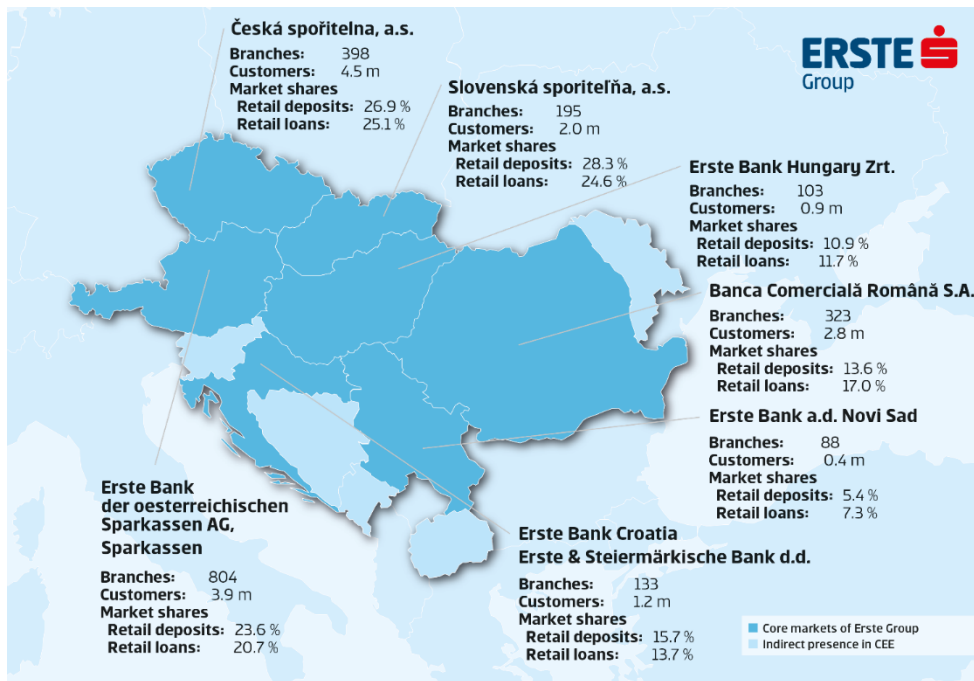 Česká spořitelna, a.s.
Branches: 398
Customers: 4.5 m
Market shares
Retail deposits: 26.9 %
Retail loans: 25.1 %
ERSTE
Group
Slovenská sporiteľňa, a.s.
Branches: 195
Customers: 2.0 m
Market shares
Retail deposits: 28.3 %
Retail loans: 24.6 %
Erste Bank Hungary Zrt.
Branches: 103
Customers: 0.9 m
Market shares
Retail deposits: 10.9 %
Retail loans: 11.7 %
Banca Comercială Română S.A.
Branches: 323
Customers: 2.8 m
Market shares
Retail deposits: 13.6 %
Retail loans: 17.0 %
Erste Bank a.d. Novi Sad
Branches: 88
Customers: 0.4 m
Market shares
Retail deposits: 5.4 %
Retail loans: 7.3 %
Erste Bank
der oesterreichischen
Sparkassen AG,
Sparkassen
Branches: 804
Customers: 3.9 m
Market shares
Retail deposits: 23.6 %
Retail loans: 20.7 %
Erste Bank Croatia
Erste & Steiermärkische Bank d.d.
Branches: 133
Customers: 1.2 m
Market shares
Retail deposits: 15.7 %
Retail loans: 13.7 %
Core markets of Erste Group
Indirect presence in CEE